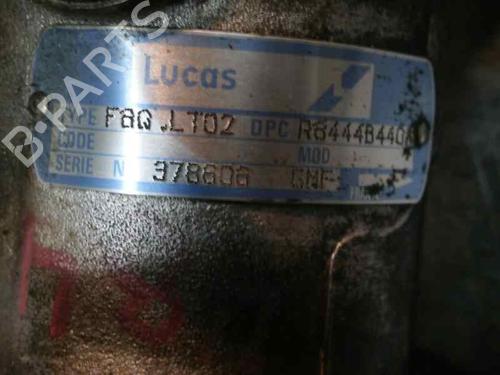 Lucas
TYPE F8Q LT02 DPC R8444B440A
CODE MOD
SERIE N 378606
B-PARTS